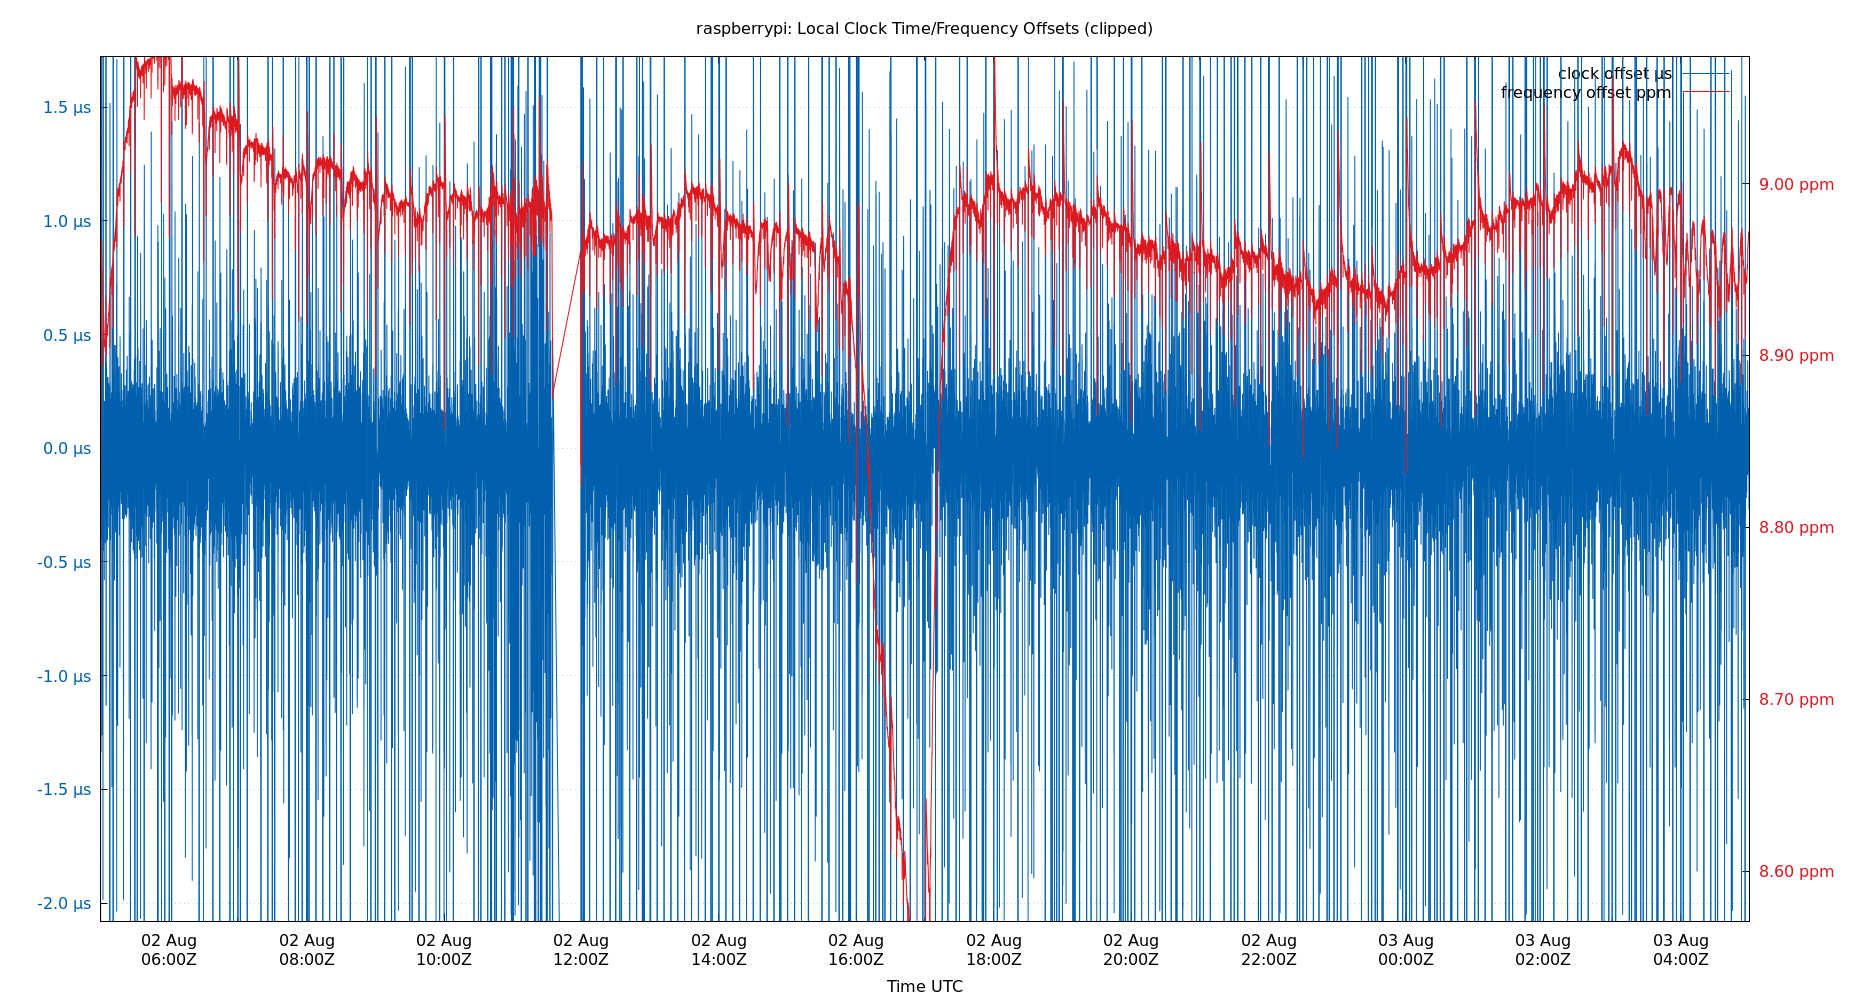 raspberrypi: Local Clock Time/Frequency Offsets (clipped)
clock offset µs
frequency offset ppm
1.5 µs
1.0 µs
0.5 µs
0.0 µs
-0.5 µs
-1.0 µs
-1.5 µs
-2.0 µs
9.00 ppm
8.90 ppm
8.80 ppm
8.70 ppm
8.60 ppm
02 Aug 02 Aug 02 Aug 02 Aug 02 Aug 02 Aug 02 Aug 02 Aug 02 Aug 03 Aug 03 Aug 03 Aug
06:00Z 08:00Z 10:00Z 12:00Z 14:00Z 16:00Z 18:00Z 20:00Z 22:00Z 00:00Z 02:00Z 04:00Z
Time UTC